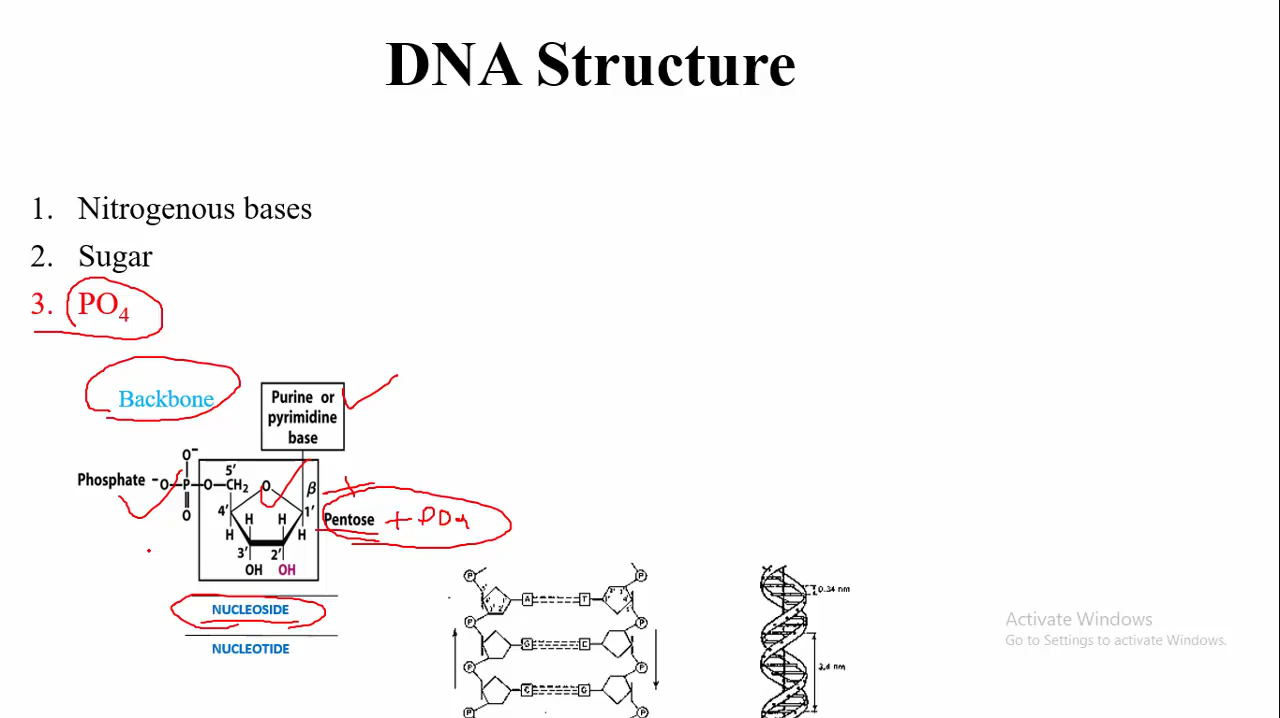 DNA Structure
1. Nitrogenous bases
2. Sugar
3. PO4
Backbone
Purine or
pyrimidine
base
O⁻
Phosphate ⁻O P O CH2 5′ O β
O
4′ 1′
H H
H H
3′ 2′
OH OH
Pentose + PO4
NUCLEOSIDE
NUCLEOTIDE
P P
A T
P P
G C
P P
C G
P P
0.34 nm
3.4 nm
Activate Windows
Go to Settings to activate Windows.